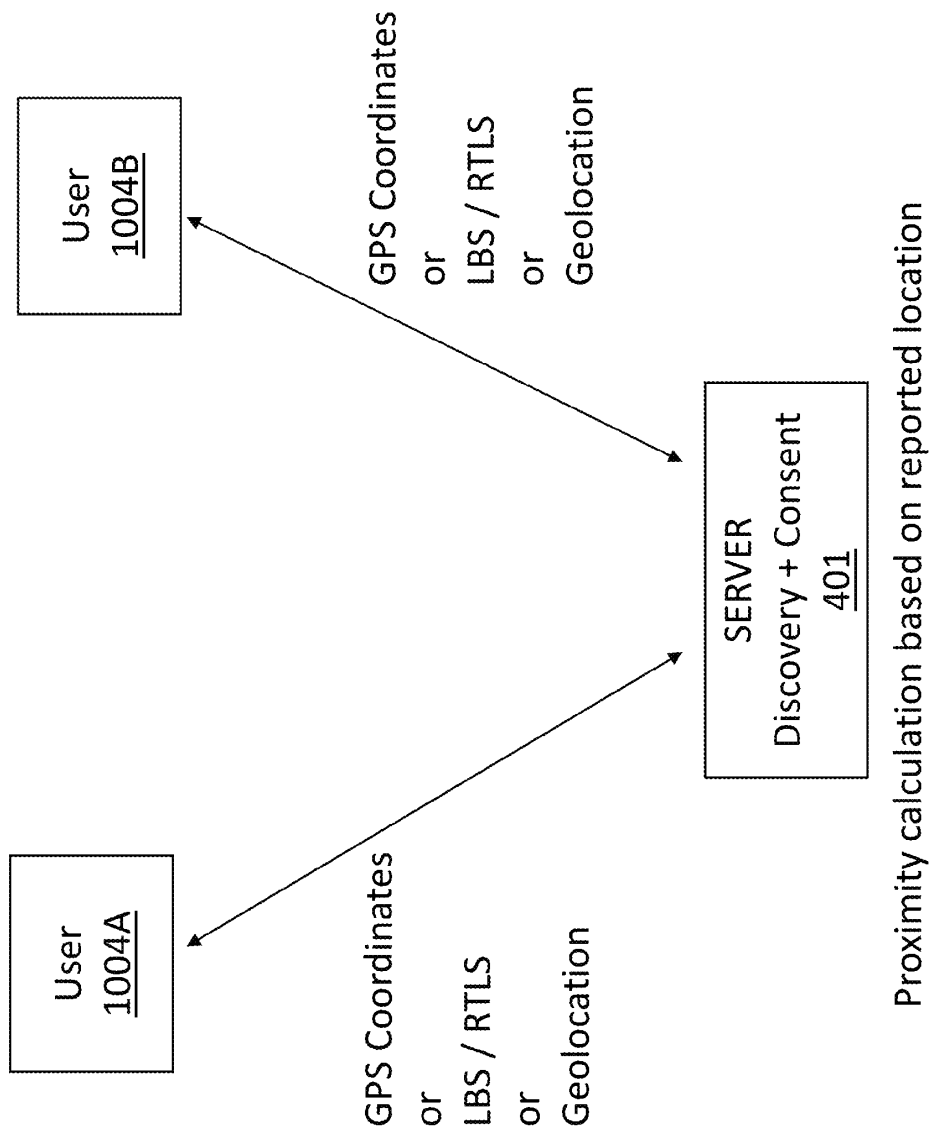 User
1004A
User
1004B
GPS Coordinates
or
LBS / RTLS
or
Geolocation
GPS Coordinates
or
LBS / RTLS
or
Geolocation
SERVER
Discovery + Consent
401
Proximity calculation based on reported location